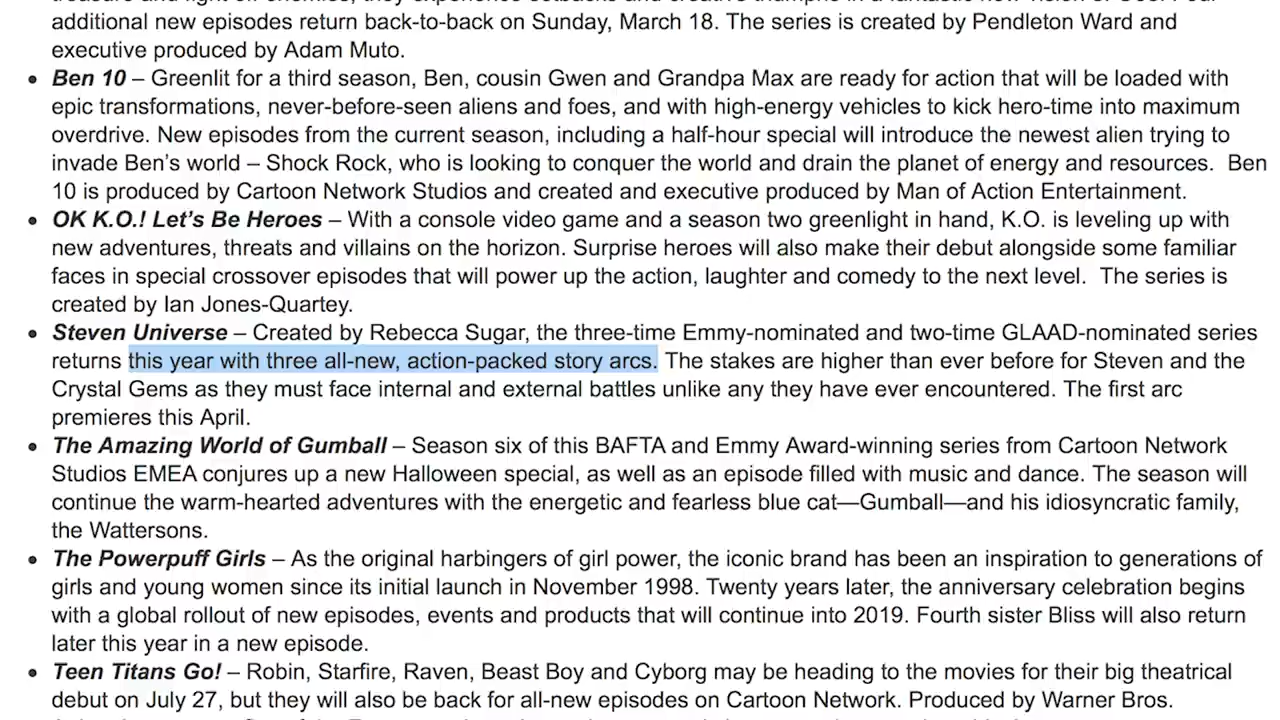 additional new episodes return back-to-back on Sunday, March 18. The series is created by Pendleton Ward and
executive produced by Adam Muto.
• Ben 10 – Greenlit for a third season, Ben, cousin Gwen and Grandpa Max are ready for action that will be loaded with
epic transformations, never-before-seen aliens and foes, and with high-energy vehicles to kick hero-time into maximum
overdrive. New episodes from the current season, including a half-hour special will introduce the newest alien trying to
invade Ben's world – Shock Rock, who is looking to conquer the world and drain the planet of energy and resources.  Ben
10 is produced by Cartoon Network Studios and created and executive produced by Man of Action Entertainment.
• OK K.O.! Let's Be Heroes – With a console video game and a season two greenlight in hand, K.O. is leveling up with
new adventures, threats and villains on the horizon. Surprise heroes will also make their debut alongside some familiar
faces in special crossover episodes that will power up the action, laughter and comedy to the next level.  The series is
created by Ian Jones-Quartey.
• Steven Universe – Created by Rebecca Sugar, the three-time Emmy-nominated and two-time GLAAD-nominated series
returns this year with three all-new, action-packed story arcs. The stakes are higher than ever before for Steven and the
Crystal Gems as they must face internal and external battles unlike any they have ever encountered. The first arc
premieres this April.
• The Amazing World of Gumball – Season six of this BAFTA and Emmy Award-winning series from Cartoon Network
Studios EMEA conjures up a new Halloween special, as well as an episode filled with music and dance. The season will
continue the warm-hearted adventures with the energetic and fearless blue cat—Gumball—and his idiosyncratic family,
the Wattersons.
• The Powerpuff Girls – As the original harbingers of girl power, the iconic brand has been an inspiration to generations of
girls and young women since its initial launch in November 1998. Twenty years later, the anniversary celebration begins
with a global rollout of new episodes, events and products that will continue into 2019. Fourth sister Bliss will also return
later this year in a new episode.
• Teen Titans Go! – Robin, Starfire, Raven, Beast Boy and Cyborg may be heading to the movies for their big theatrical
debut on July 27, but they will also be back for all-new episodes on Cartoon Network. Produced by Warner Bros.